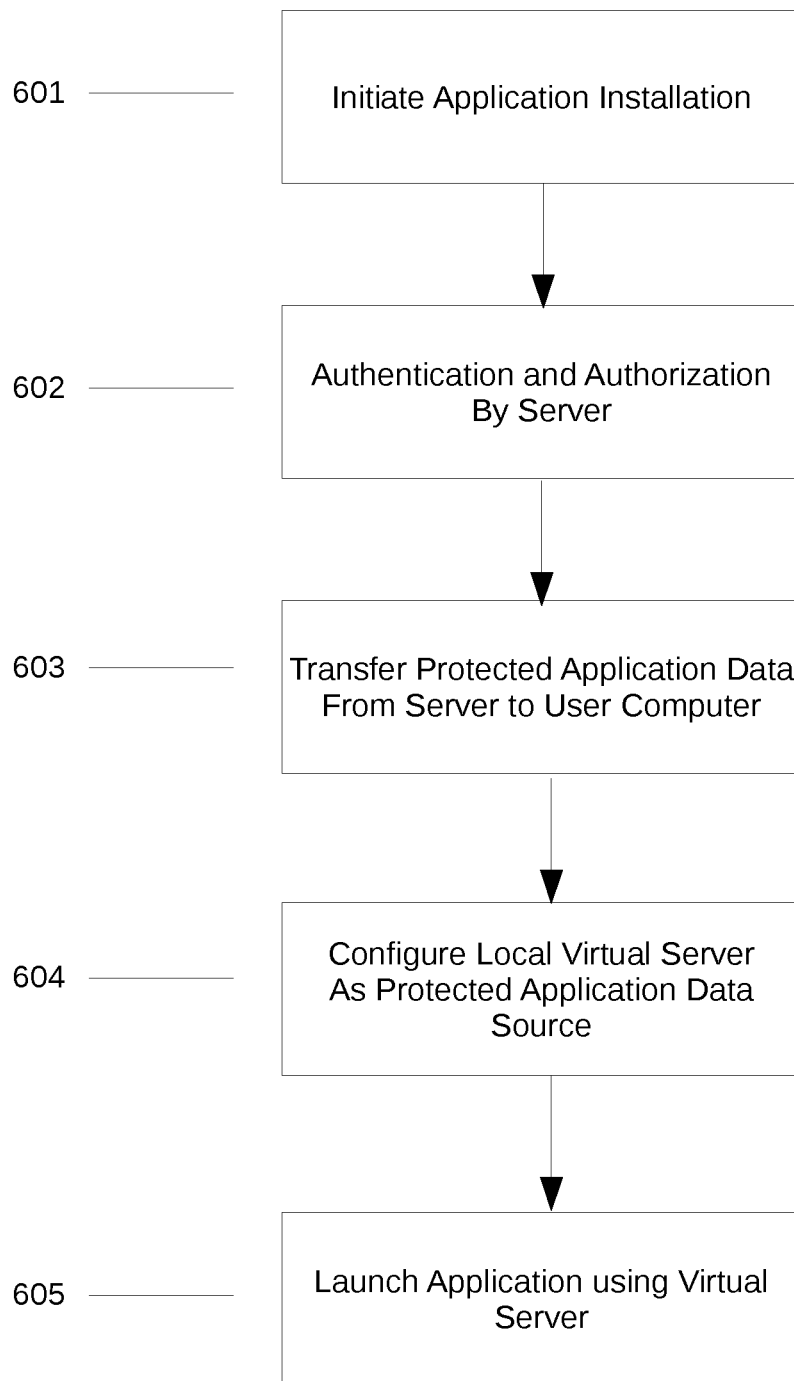 601
Initiate Application Installation
602
Authentication and Authorization
By Server
603
Transfer Protected Application Data
From Server to User Computer
604
Configure Local Virtual Server
As Protected Application Data
Source
605
Launch Application using Virtual
Server